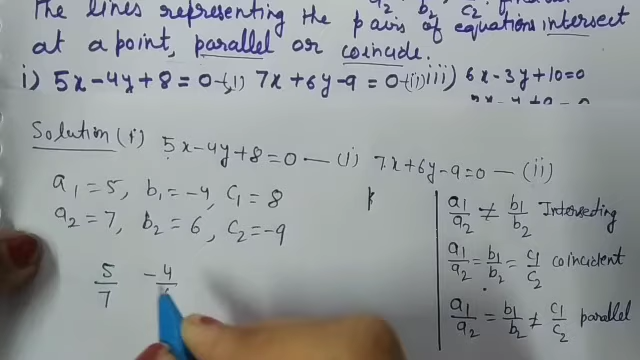 a2 b2 c2
The lines representing the pairs of equations intersect
at a point, parallel or coincide.
i) 5x-4y+8=0-(i) 7x+6y-9=0-(ii) iii) 6x-3y+10=0
Solution (i) 5x-4y+8=0 — (i) 7x+6y-9=0 — (ii)
a1=5, b1=-4, c1=8
a2=7, b2=6, c2=-9
5/7 -4/
a1/a2 ≠ b1/b2 Intersecting
a1/a2 = b1/b2 = c1/c2 coincident
a1/a2 = b1/b2 ≠ c1/c2 parallel